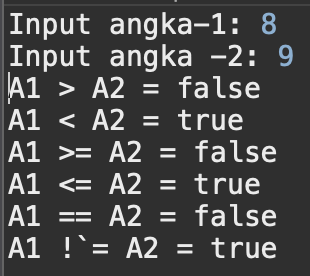 Input angka-1: 8
Input angka -2: 9
A1 > A2 = false
A1 < A2 = true
A1 >= A2 = false
A1 <= A2 = true
A1 == A2 = false
A1 !`= A2 = true